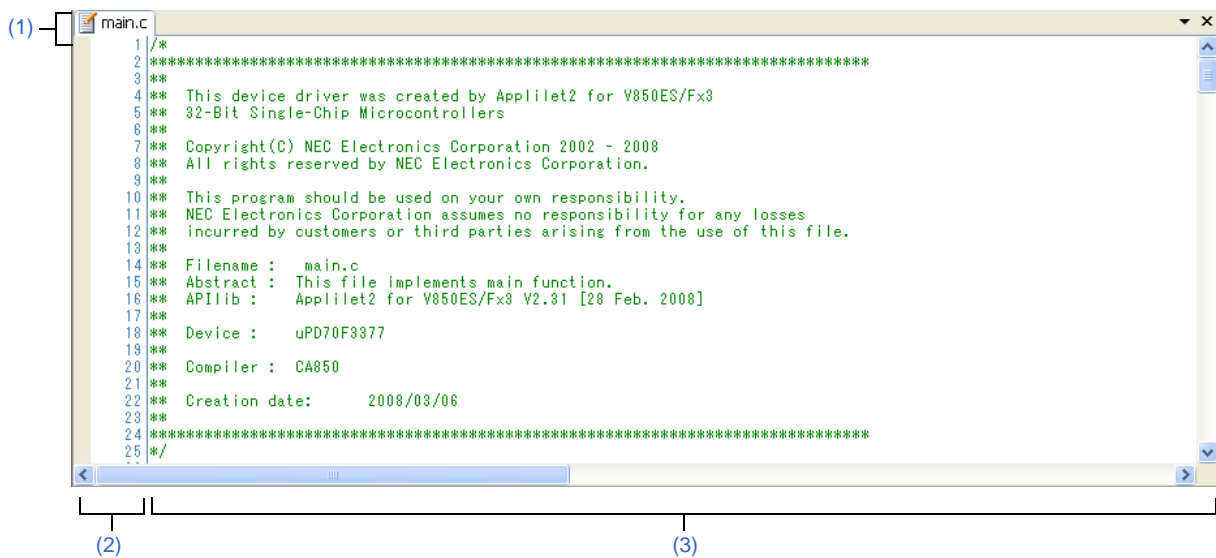 (1)
main.c
1 /*
2 *******************************************************************************
3 **
4 **  This device driver was created by Applilet2 for V850ES/Fx3
5 **  32-Bit Single-Chip Microcontrollers
6 **
7 **  Copyright(C) NEC Electronics Corporation 2002 - 2008
8 **  All rights reserved by NEC Electronics Corporation.
9 **
10 **  This program should be used on your own responsibility.
11 **  NEC Electronics Corporation assumes no responsibility for any losses
12 **  incurred by customers or third parties arising from the use of this file.
13 **
14 **  Filename :   main.c
15 **  Abstract :  This file implements main function.
16 **  APIlib :    Applilet2 for V850ES/Fx3 V2.31 [28 Feb. 2008]
17 **
18 **  Device :    uPD70F3377
19 **
20 **  Compiler :  CA850
21 **
22 **  Creation date:      2008/03/06
23 **
24 *******************************************************************************
25 */
(2)
(3)